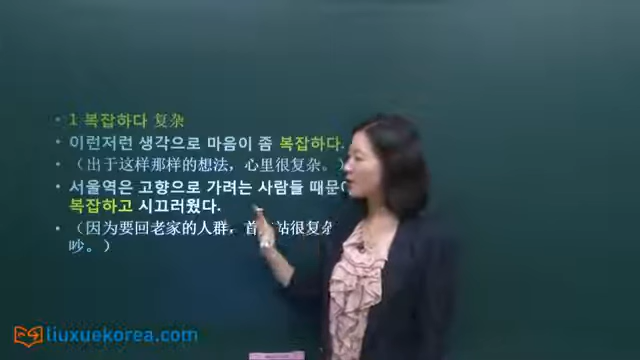 1 복잡하다 复杂
이런저런 생각으로 마음이 좀 복잡하다.
(出于这样那样的想法，心里很复杂。)
서울역은 고향으로 가려는 사람들 때문
복잡하고 시끄러웠다.
(因为要回老家的人群，首 站很复杂
吵。)
liuxuekorea.com